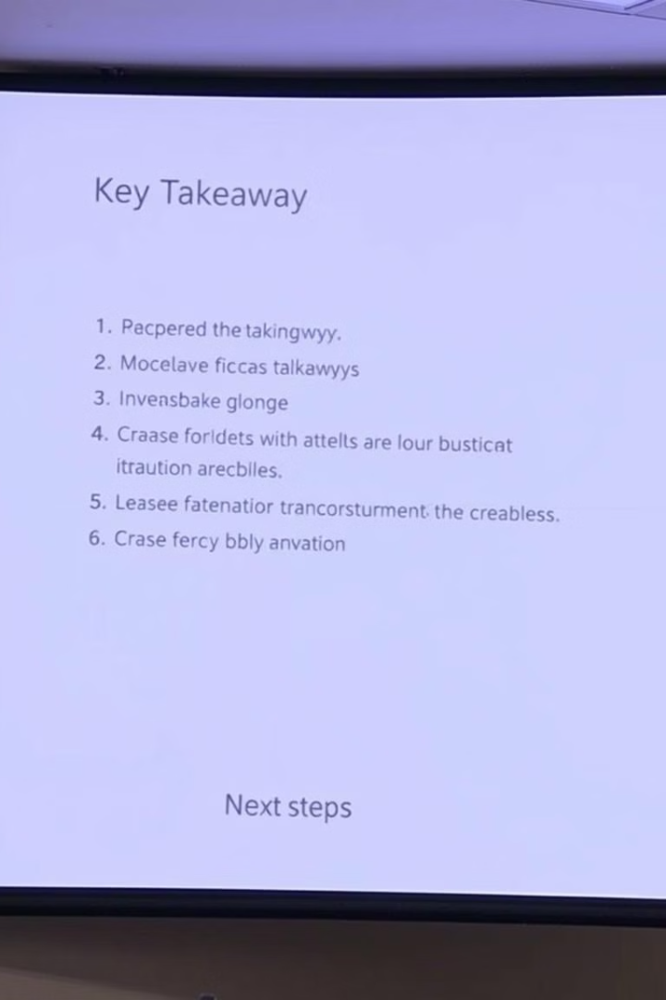 Key Takeaway
1. Pecpered the takingwyy.
2. Mocelave ficcas talkawyys
3. Invensbake glonge
4. Craase forldets with attelts are lour busticat
itraution arecbiles.
5. Leasee fatenatior trancorsturment. the creabless.
6. Crase fercy bbly anvation
Next steps